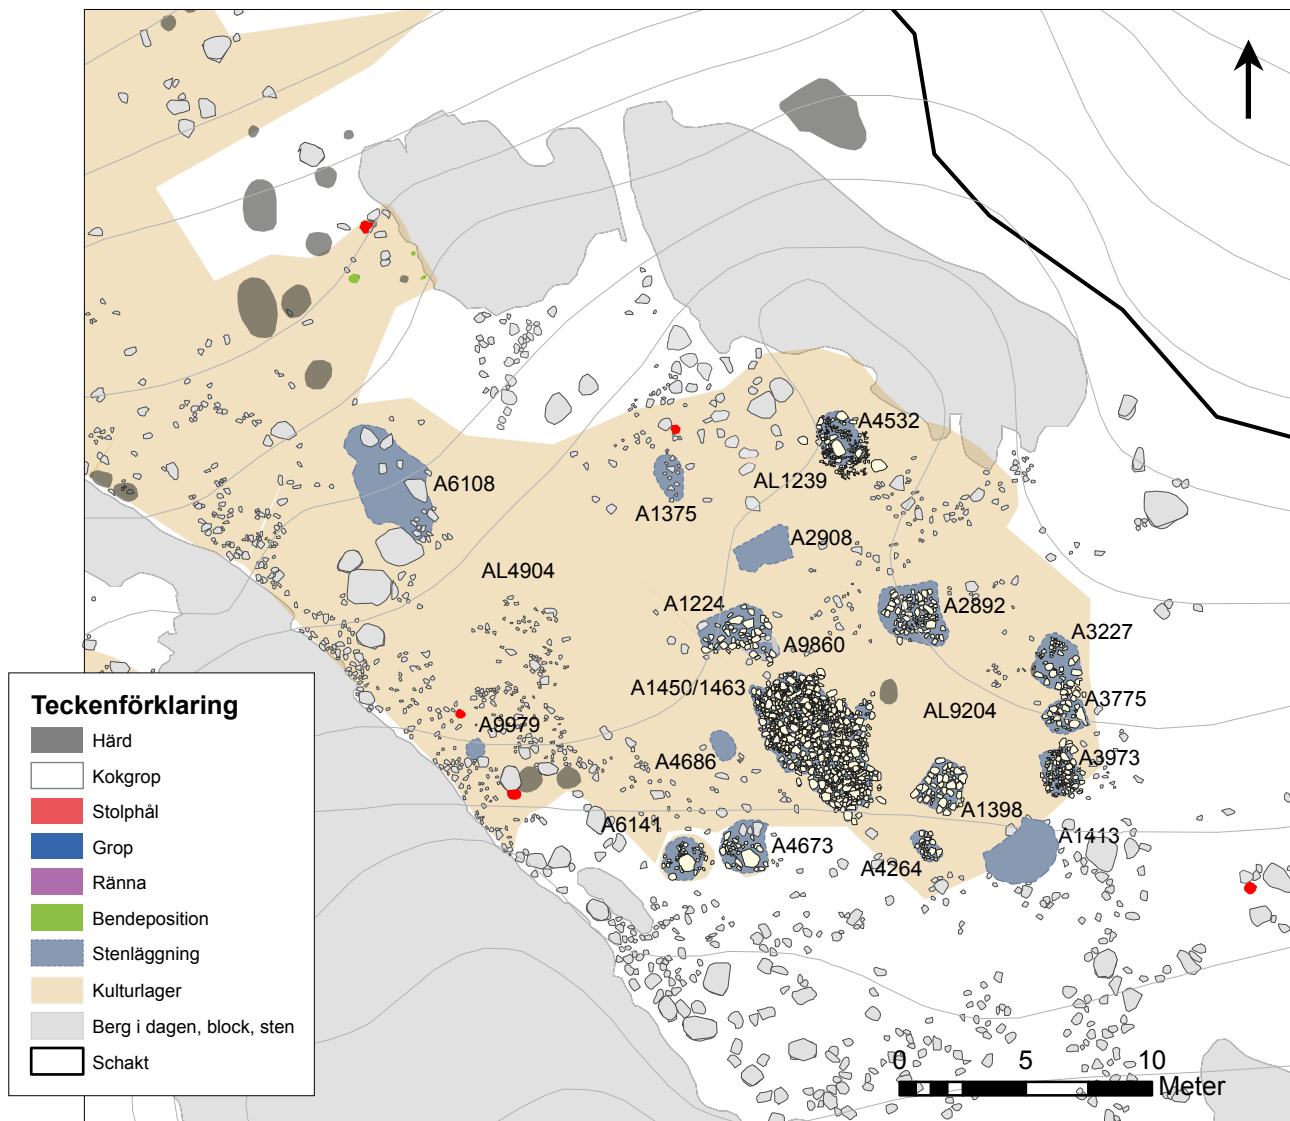 A4532
AL1239
A6108
A1375
A2908
AL4904
A1224
A2892
A9860
A3227
A1450/1463
A3775
AL9204
A9979
A4686
A3973
A1398
A6141
A4673
A1413
A4264
Teckenförklaring
Härd
Kokgrop
Stolphål
Grop
Ränna
Bendeposition
Stenläggning
Kulturlager
Berg i dagen, block, sten
Schakt
0 5 10
Meter